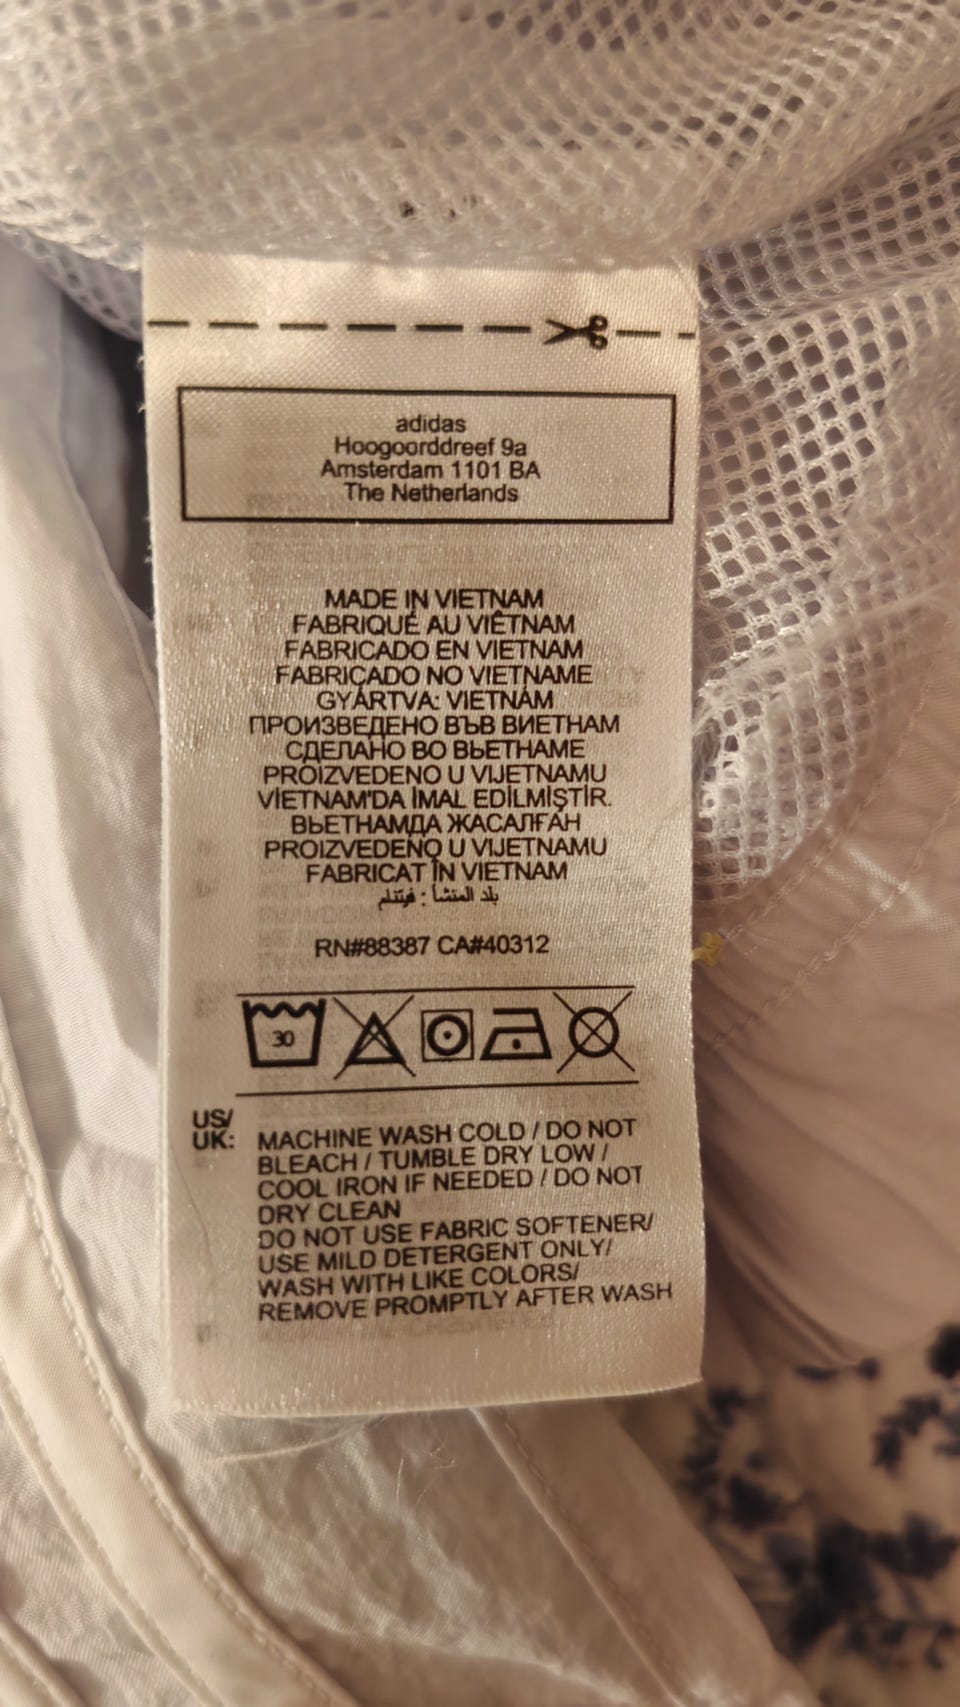 adidas
Hoogoorddreef 9a
Amsterdam 1101 BA
The Netherlands
MADE IN VIETNAM
FABRIQUÉ AU VIÊTNAM
FABRICADO EN VIETNAM
FABRICADO NO VIETNAME
GYÁRTVA: VIETNÁM
ПРОИЗВЕДЕНО ВЪВ ВИЕТНАМ
СДЕЛАНО ВО ВЬЕТНАМЕ
PROIZVEDENO U VIJETNAMU
VİETNAM'DA İMAL EDİLMİŞTİR.
ВЬЕТНАМДА ЖАСАЛҒАН
PROIZVEDENO U VIJETNAMU
FABRICAT ÎN VIETNAM
بلد المنشأ : فيتنام
RN#88387 CA#40312
30
US/
UK: MACHINE WASH COLD / DO NOT
BLEACH / TUMBLE DRY LOW /
COOL IRON IF NEEDED / DO NOT
DRY CLEAN
DO NOT USE FABRIC SOFTENER/
USE MILD DETERGENT ONLY/
WASH WITH LIKE COLORS/
REMOVE PROMPTLY AFTER WASH